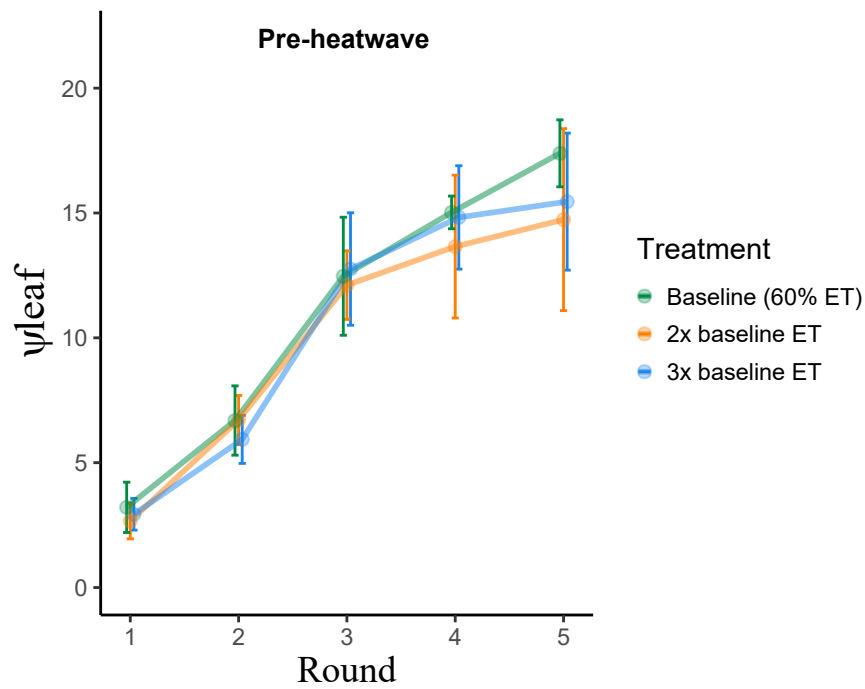 Pre-heatwave
20
15
10
5
0
ψleaf
1 2 3 4 5
Round
Treatment
Baseline (60% ET)
2x baseline ET
3x baseline ET